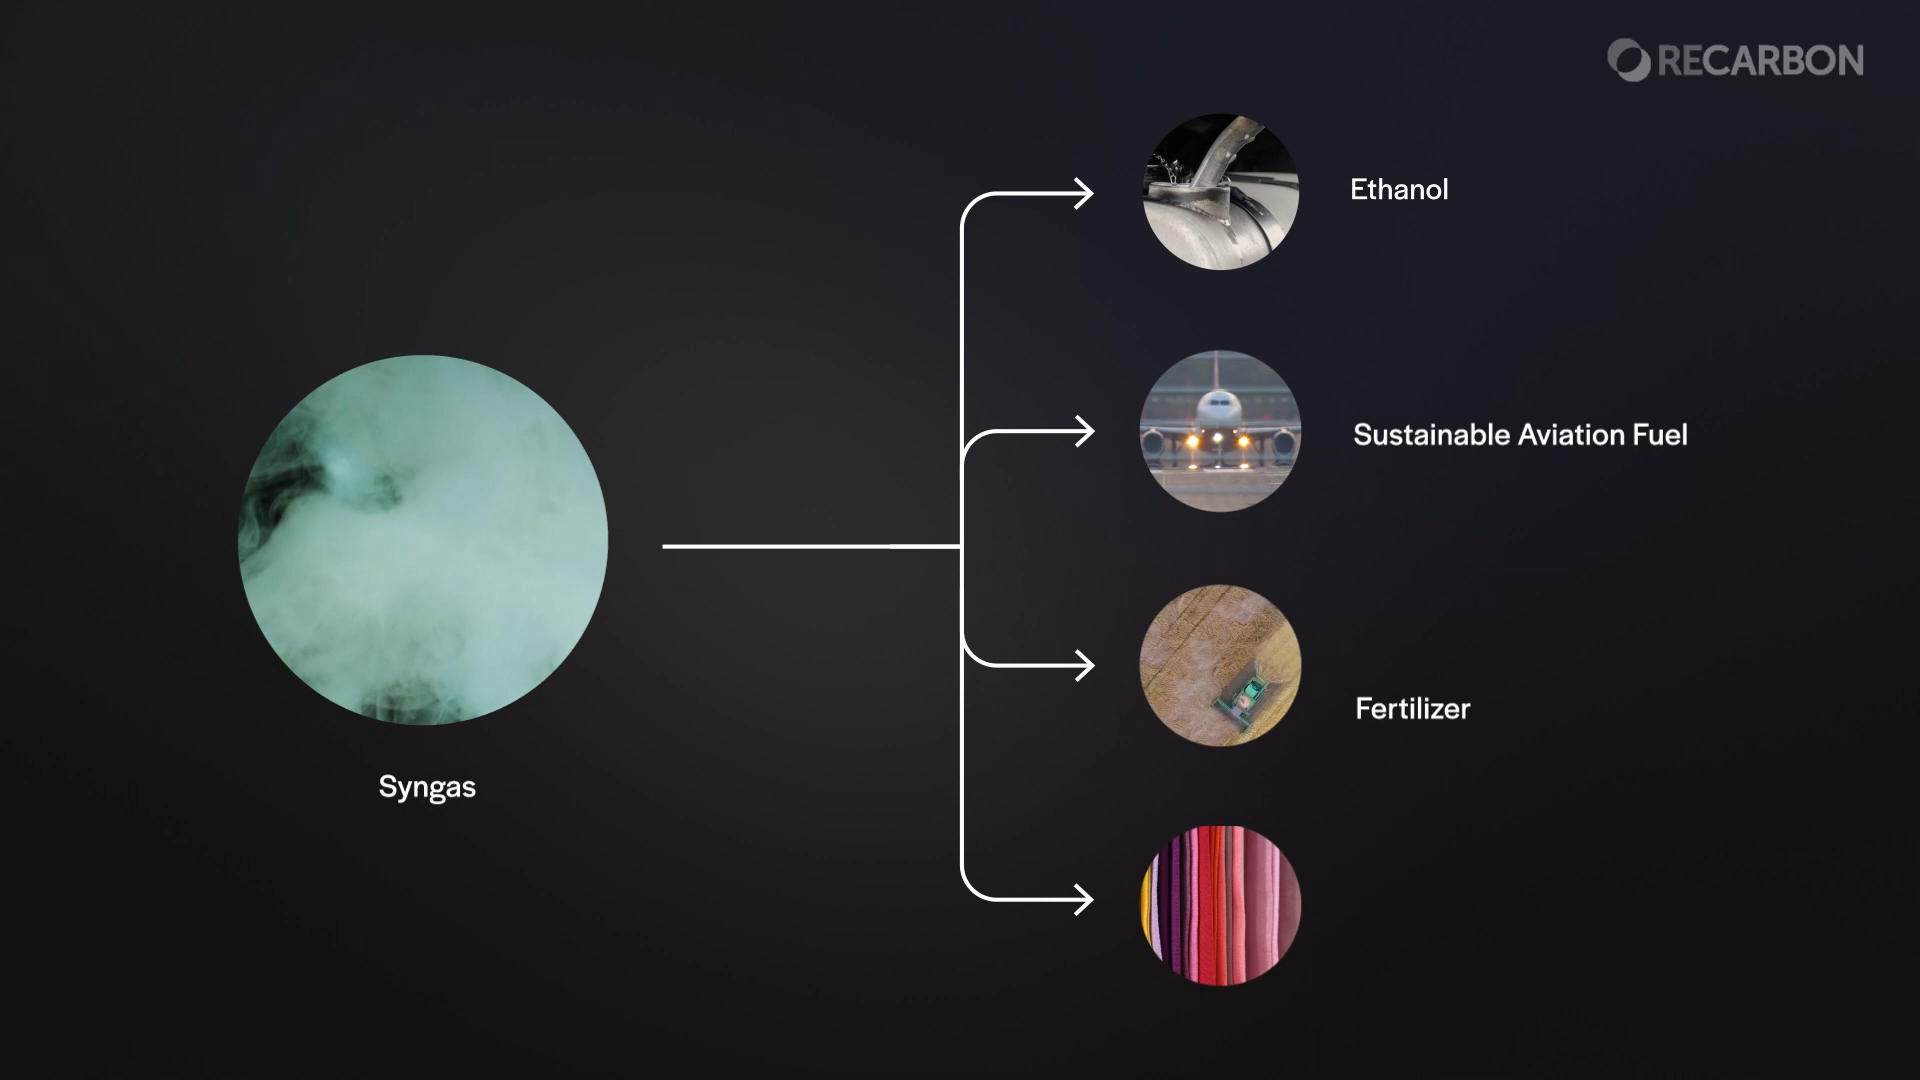 RECARBON
Ethanol
Sustainable Aviation Fuel
Fertilizer
Syngas